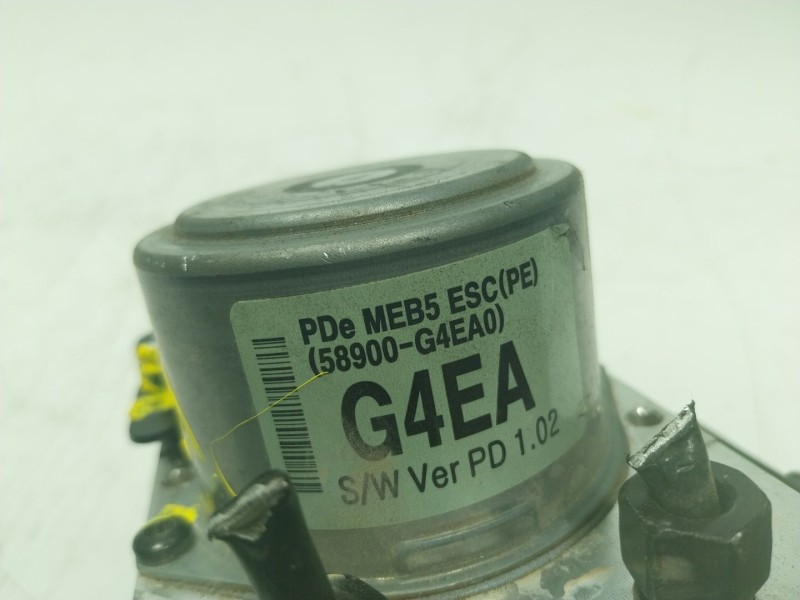 PDe MEB5 ESC(PE)
(58900-G4EA0)
G4EA
S/W Ver PD 1.02